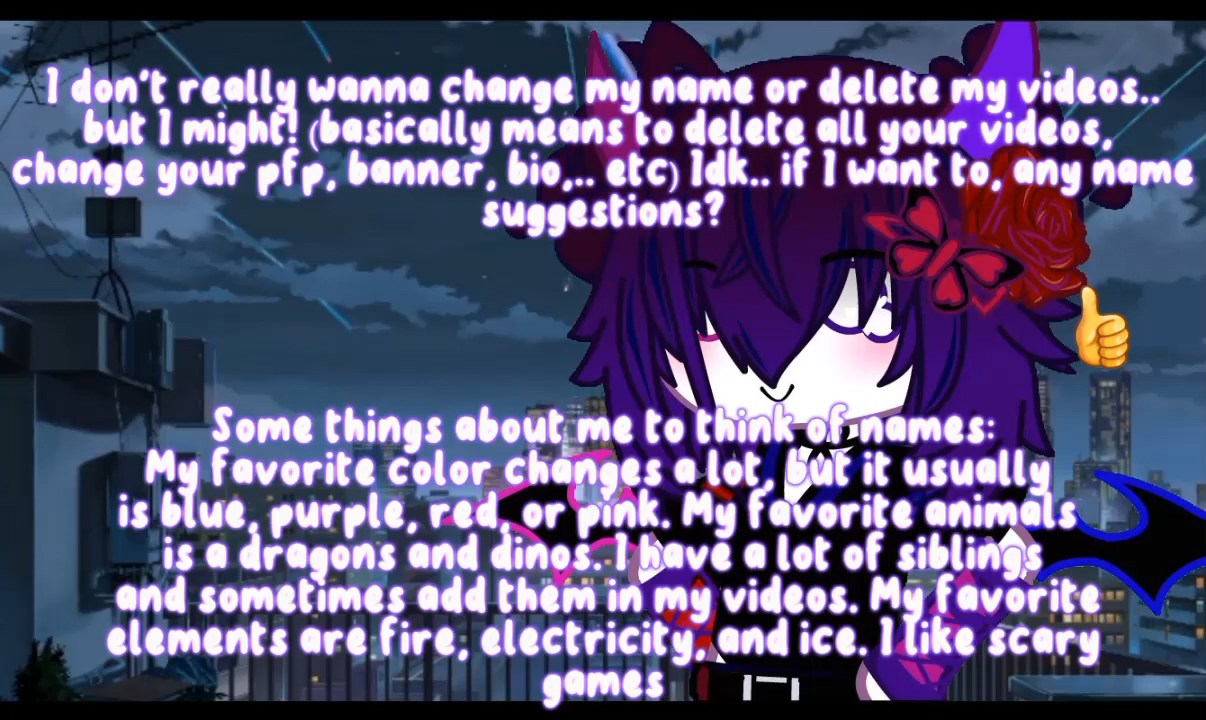 I don't really wanna change my name or delete my videos..
but I might! (basically means to delete all your videos,
change your pfp, banner, bio,.. etc) Idk.. if I want to, any name
suggestions?
Some things about me to think of names:
My favorite color changes a lot, but it usually
is blue, purple, red, or pink. My favorite animals
is a dragons and dinos. I have a lot of siblings
and sometimes add them in my videos. My favorite
elements are fire, electricity, and ice. I like scary
games